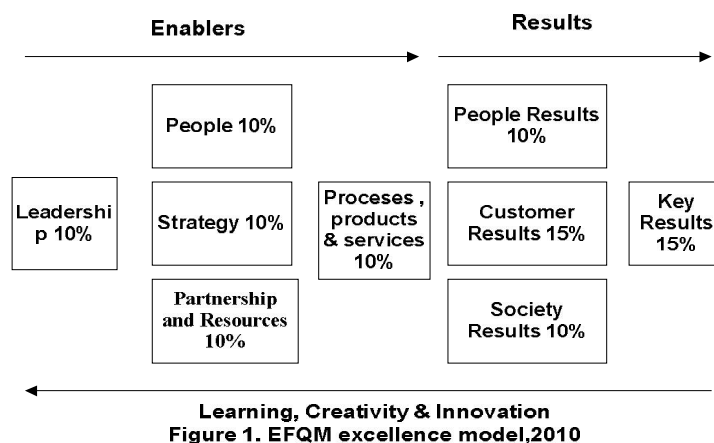 Enablers
Results
People 10%
People Results
10%
Leadershi
p 10%
Strategy 10%
Proceses ,
products
& services
10%
Customer
Results 15%
Key
Results
15%
Partnership
and Resources
10%
Society
Results 10%
Learning, Creativity & Innovation
Figure 1. EFQM excellence model,2010